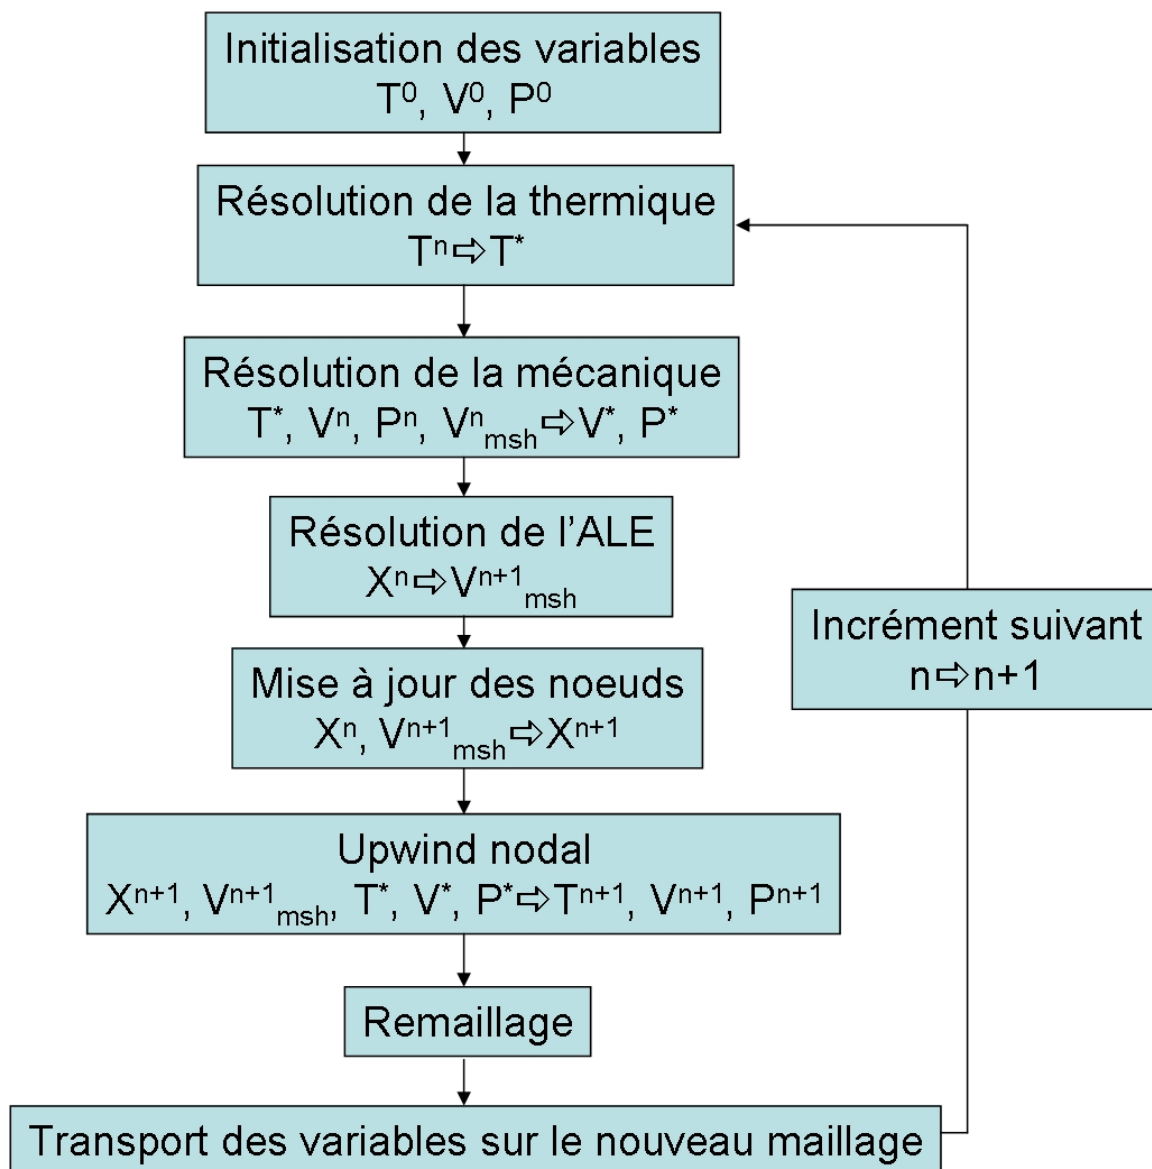 Initialisation des variables
T⁰, V⁰, P⁰
Résolution de la thermique
Tⁿ⇨T*
Résolution de la mécanique
T*, Vⁿ, Pⁿ, Vⁿmsh⇨V*, P*
Résolution de l'ALE
Xⁿ⇨Vⁿ⁺¹msh
Mise à jour des noeuds
Xⁿ, Vⁿ⁺¹msh⇨Xⁿ⁺¹
Upwind nodal
Xⁿ⁺¹, Vⁿ⁺¹msh, T*, V*, P*⇨Tⁿ⁺¹, Vⁿ⁺¹, Pⁿ⁺¹
Remaillage
Transport des variables sur le nouveau maillage
Incrément suivant
n⇨n+1